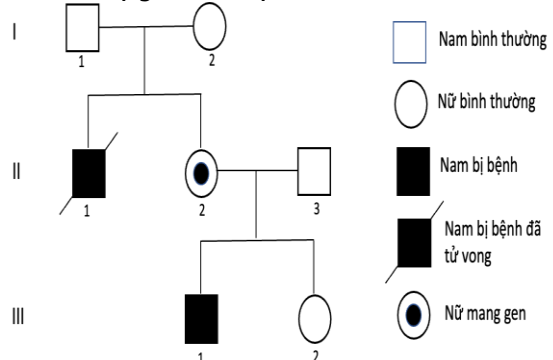 I
1
2
Nam bình thường
Nữ bình thường
II
1
2
3
Nam bị bệnh
Nam bị bệnh đã
tử vong
III
1
2
Nữ mang gen